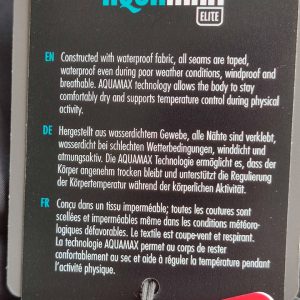 AQUAMAX
ELITE
EN Constructed with waterproof fabric, all seams are taped,
waterproof even during poor weather conditions, windproof and
breathable. AQUAMAX technology allows the body to stay
comfortably dry and supports temperature control during physical
activity.
DE Hergestellt aus wasserdichtem Gewebe, alle Nähte sind verklebt,
wasserdicht bei schlechten Wetterbedingungen, winddicht und
atmungsaktiv. Die AQUAMAX Technologie ermöglicht es, dass der
Körper angenehm trocken bleibt und unterstützt die Regulierung
der Körpertemperatur während der körperlichen Aktivität.
FR Conçu dans un tissu imperméable; toutes les coutures sont
scellées et imperméables même dans les conditions météoro-
logiques défavorables. Le textile est coupe-vent et respirant.
La technologie AQUAMAX permet au corps de rester
confortablement au sec et aide à réguler la température pendant
l'activité physique.